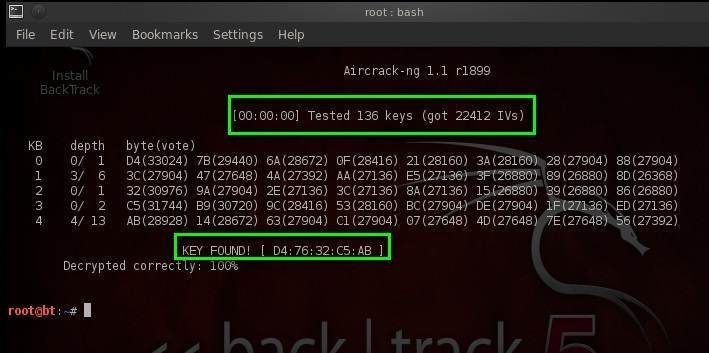 root : bash
File Edit View Bookmarks Settings Help
Install
BackTrack
Aircrack-ng 1.1 r1899
[00:00:00] Tested 136 keys (got 22412 IVs)
KB depth byte(vote)
0 0/ 1 D4(33024) 7B(29440) 6A(28672) 0F(28416) 21(28160) 3A(28160) 28(27904) 88(27904)
1 3/ 6 3C(27904) 47(27648) 4A(27392) AA(27136) E5(27136) 3F(26880) 89(26880) 8D(26368)
2 0/ 1 32(30976) 9A(27904) 2E(27136) 3C(27136) 8A(27136) 15(26880) 39(26880) 86(26880)
3 0/ 2 C5(31744) B9(30720) 9C(28416) 53(28160) BC(27904) DE(27904) 1F(27136) ED(27136)
4 4/ 13 AB(28928) 14(28672) 63(27904) C1(27904) 07(27648) 4D(27648) 7E(27648) 56(27392)
KEY FOUND! [ D4:76:32:C5:AB ]
Decrypted correctly: 100%
root@bt:~#
<< back | track 5